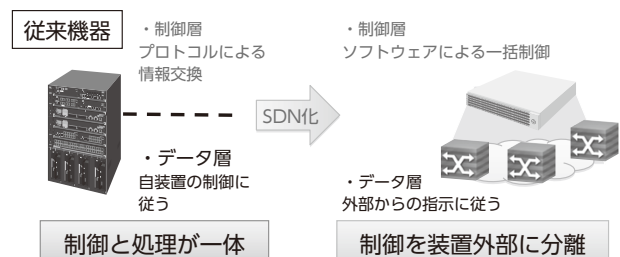 従来機器
・制御層
プロトコルによる
情報交換
・データ層
自装置の制御に
従う
制御と処理が一体
SDN化
・制御層
ソフトウェアによる一括制御
・データ層
外部からの指示に従う
制御を装置外部に分離